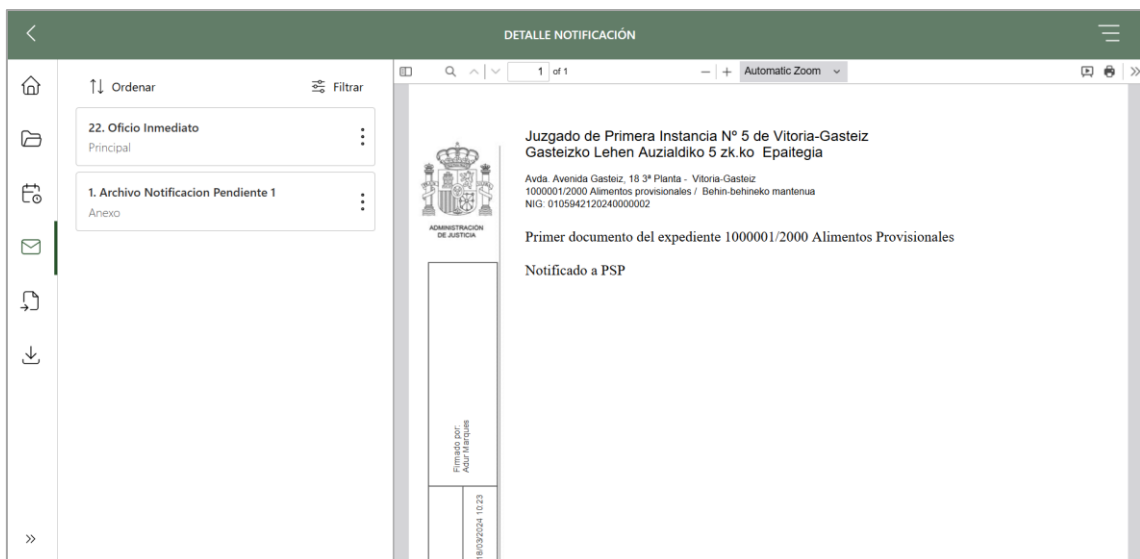 DETALLE NOTIFICACIÓN
Ordenar
Filtrar
22. Oficio Inmediato
Principal
1. Archivo Notificacion Pendiente 1
Anexo
1 of 1
Automatic Zoom
Juzgado de Primera Instancia Nº 5 de Vitoria-Gasteiz
Gasteizko Lehen Auzialdiko 5 zk.ko Epaitegia
Avda. Avenida Gasteiz, 18 3ª Planta - Vitoria-Gasteiz
1000001/2000 Alimentos provisionales / Behin-behineko mantenua
NIG: 0105942120240000002
ADMINISTRACIÓN
DE JUSTICIA
Primer documento del expediente 1000001/2000 Alimentos Provisionales
Notificado a PSP
Firmado por:
Adur Marques
18/03/2024 10:23